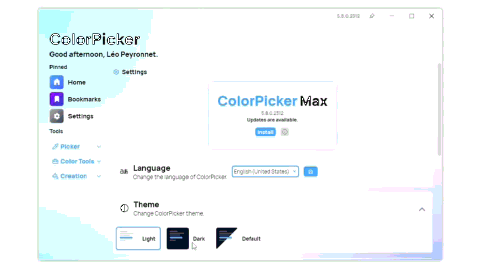 5.8.0.2512
ColorPicker
Good afternoon, Léo Peyronnet.
Pinned
Home
Bookmarks
Settings
Tools
Picker
Color Tools
Creation
Settings
ColorPicker Max
5.8.0.2512
Updates are available.
Install
Language
Change the language of ColorPicker.
English (United States)
Theme
Change ColorPicker theme.
Light
Dark
Default